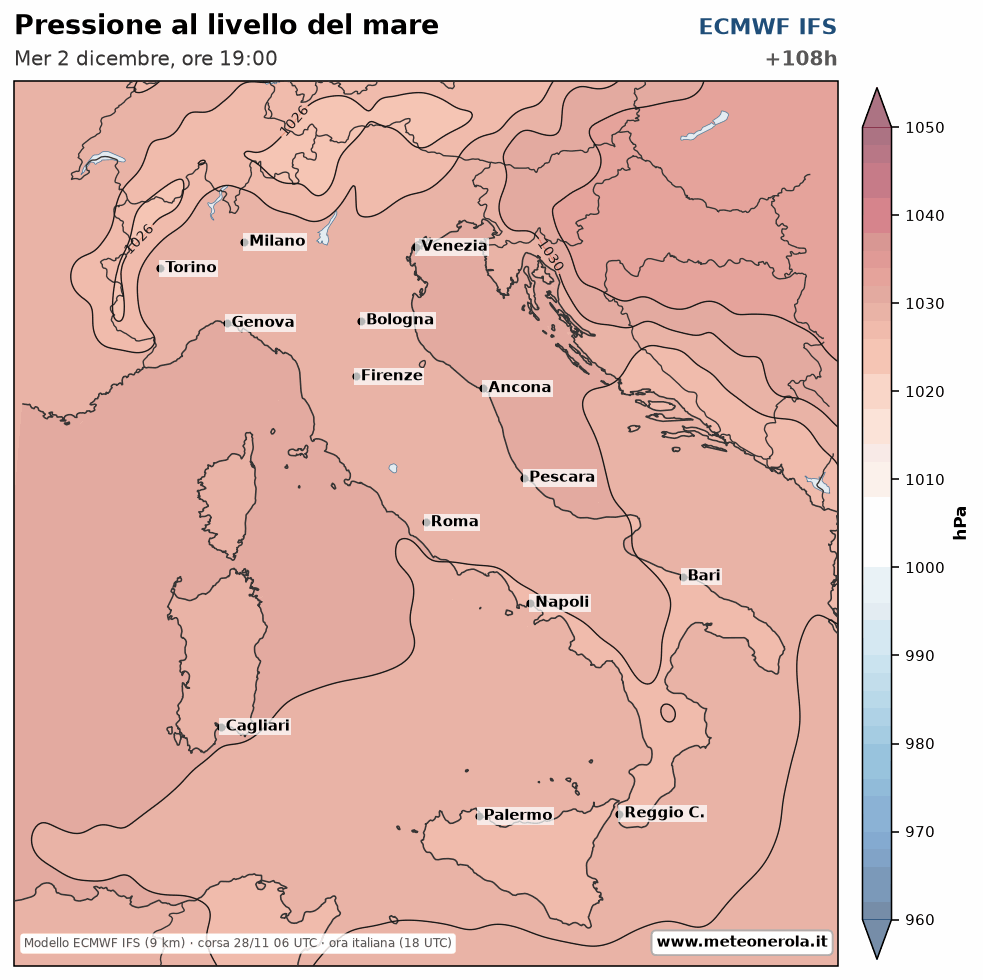 Pressione al livello del mare
ECMWF IFS
Mer 2 dicembre, ore 19:00
+108h
1026
1026
1030
Milano
Venezia
Torino
Genova
Bologna
Firenze
Ancona
Pescara
Roma
Bari
Napoli
Cagliari
Palermo
Reggio C.
1050
1040
1030
1020
1010
1000
990
980
970
960
hPa
Modello ECMWF IFS (9 km) · corsa 28/11 06 UTC · ora italiana (18 UTC)
www.meteonerola.it